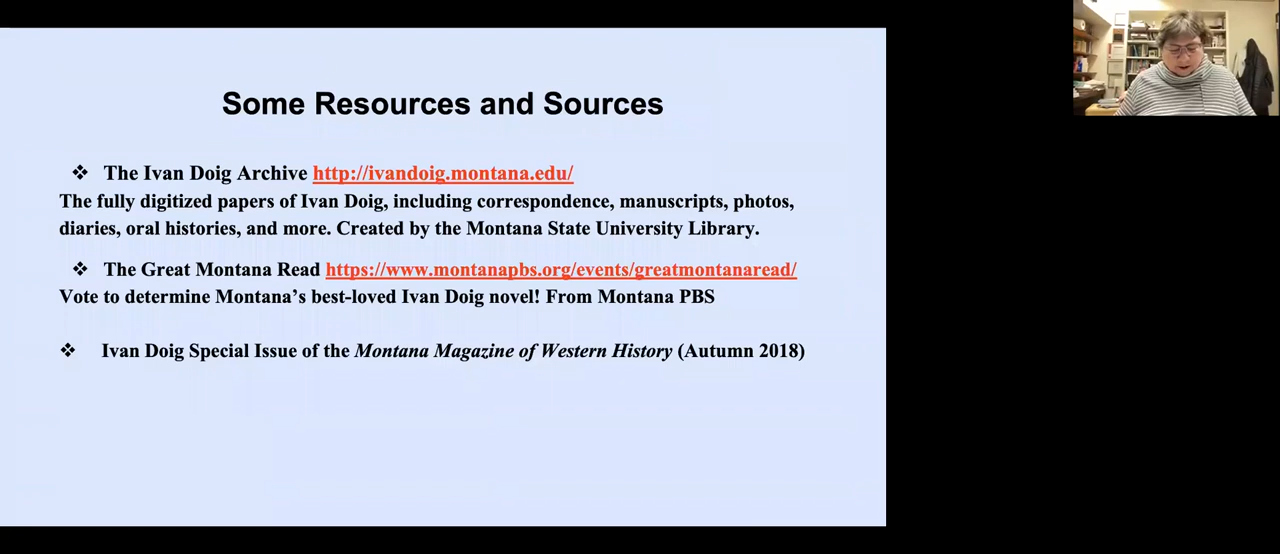 Some Resources and Sources
❖ The Ivan Doig Archive http://ivandoig.montana.edu/
The fully digitized papers of Ivan Doig, including correspondence, manuscripts, photos,
diaries, oral histories, and more. Created by the Montana State University Library.
❖ The Great Montana Read https://www.montanapbs.org/events/greatmontanaread/
Vote to determine Montana’s best-loved Ivan Doig novel! From Montana PBS
❖ Ivan Doig Special Issue of the Montana Magazine of Western History (Autumn 2018)